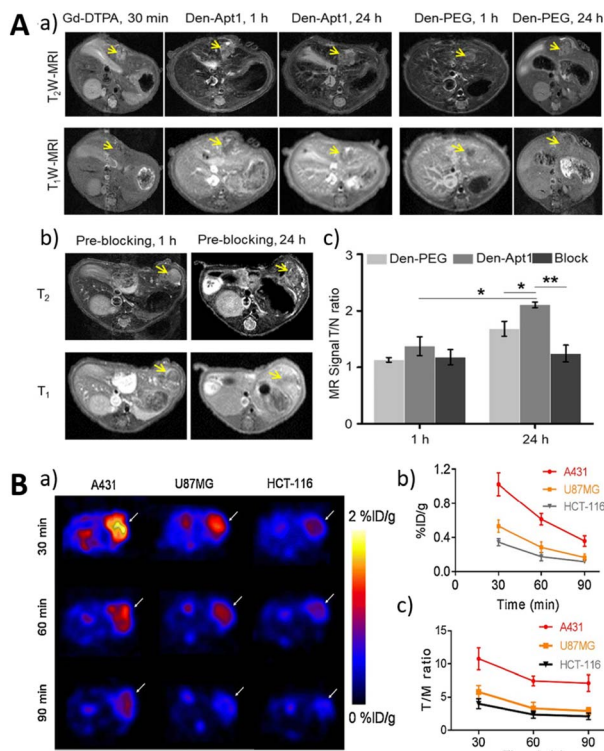 A
a) Gd-DTPA, 30 min Den-Apt1, 1 h Den-Apt1, 24 h Den-PEG, 1 h Den-PEG, 24 h
T2W-MRI
T1W-MRI
b) Pre-blocking, 1 h Pre-blocking, 24 h
T2
T1
c)
Den-PEG Den-Apt1 Block
MR Signal T/N ratio
3
2
1
0
* * **
1 h 24 h
B
a)
A431 U87MG HCT-116
30 min
60 min
90 min
2 %ID/g
0 %ID/g
b)
%ID/g
1.5
1.0
0.5
0.0
A431
U87MG
HCT-116
0 30 60 90
Time (min)
c)
T/M ratio
15
10
5
0
A431
U87MG
HCT-116
30 60 90